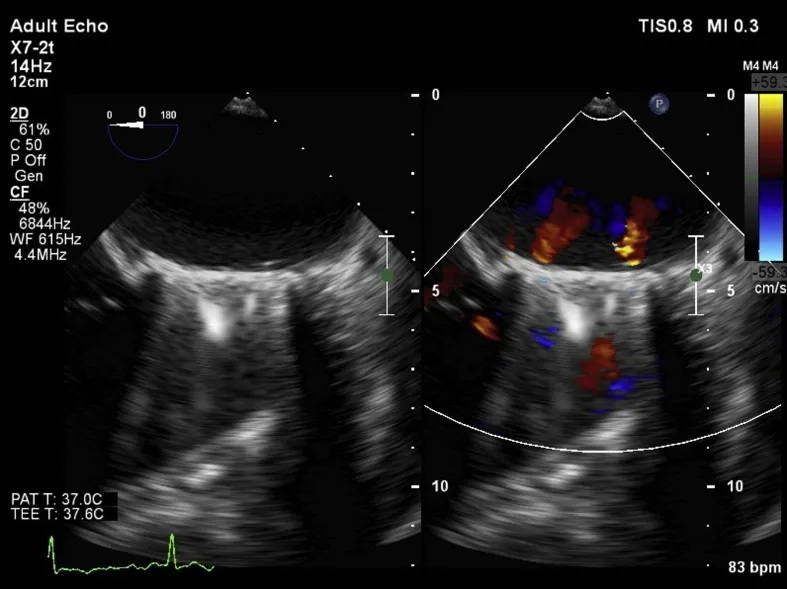 Adult Echo
X7-2t
14Hz
12cm
TIS0.8 MI 0.3
M4 M4
+59.3
2D
61%
C 50
P Off
Gen
CF
48%
6844Hz
WF 615Hz
4.4MHz
0 0 180
0
P
0
5
X3
5
-59.3
cm/s
10
10
PAT T: 37.0C
TEE T: 37.6C
83 bpm